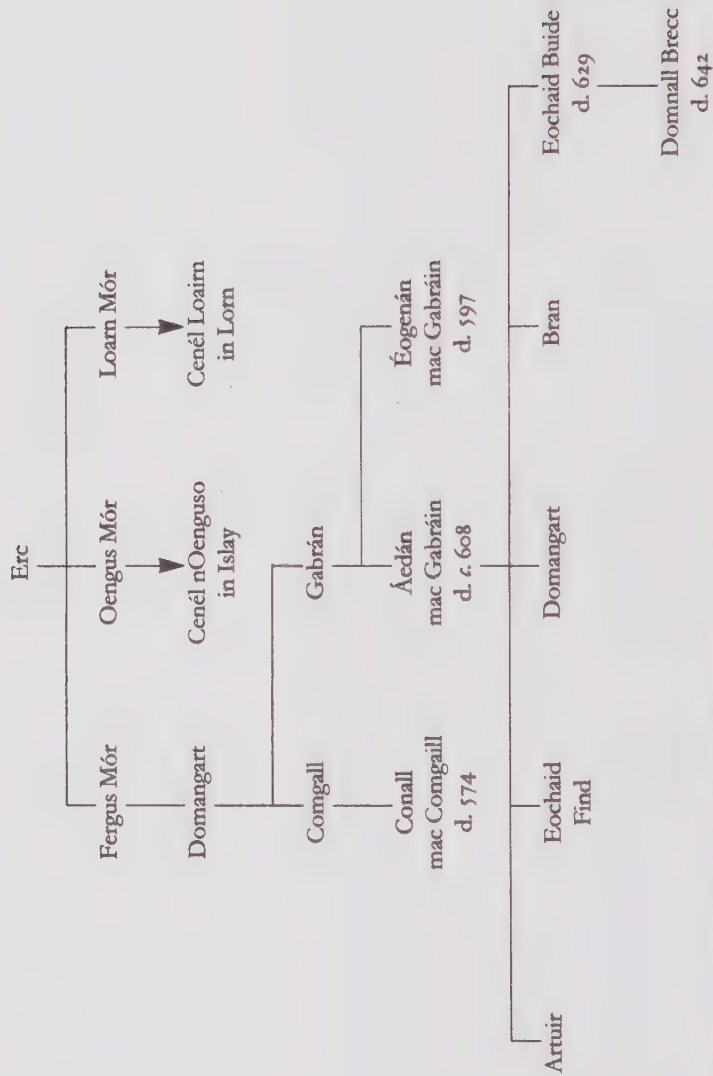 Erc
Fergus Mór
Oengus Mór
Loarn Mór
Cenél nOenguso
in Islay
Cenél Loairn
in Lorn
Domangart
Comgall
Gabrán
Conall
mac Comgaill
d. 574
Áedán
mac Gabráin
d. c. 608
Éogenán
mac Gabráin
d. 597
Artuir
Eochaid
Find
Domangart
Bran
Eochaid Buide
d. 629
Domnall Brecc
d. 642